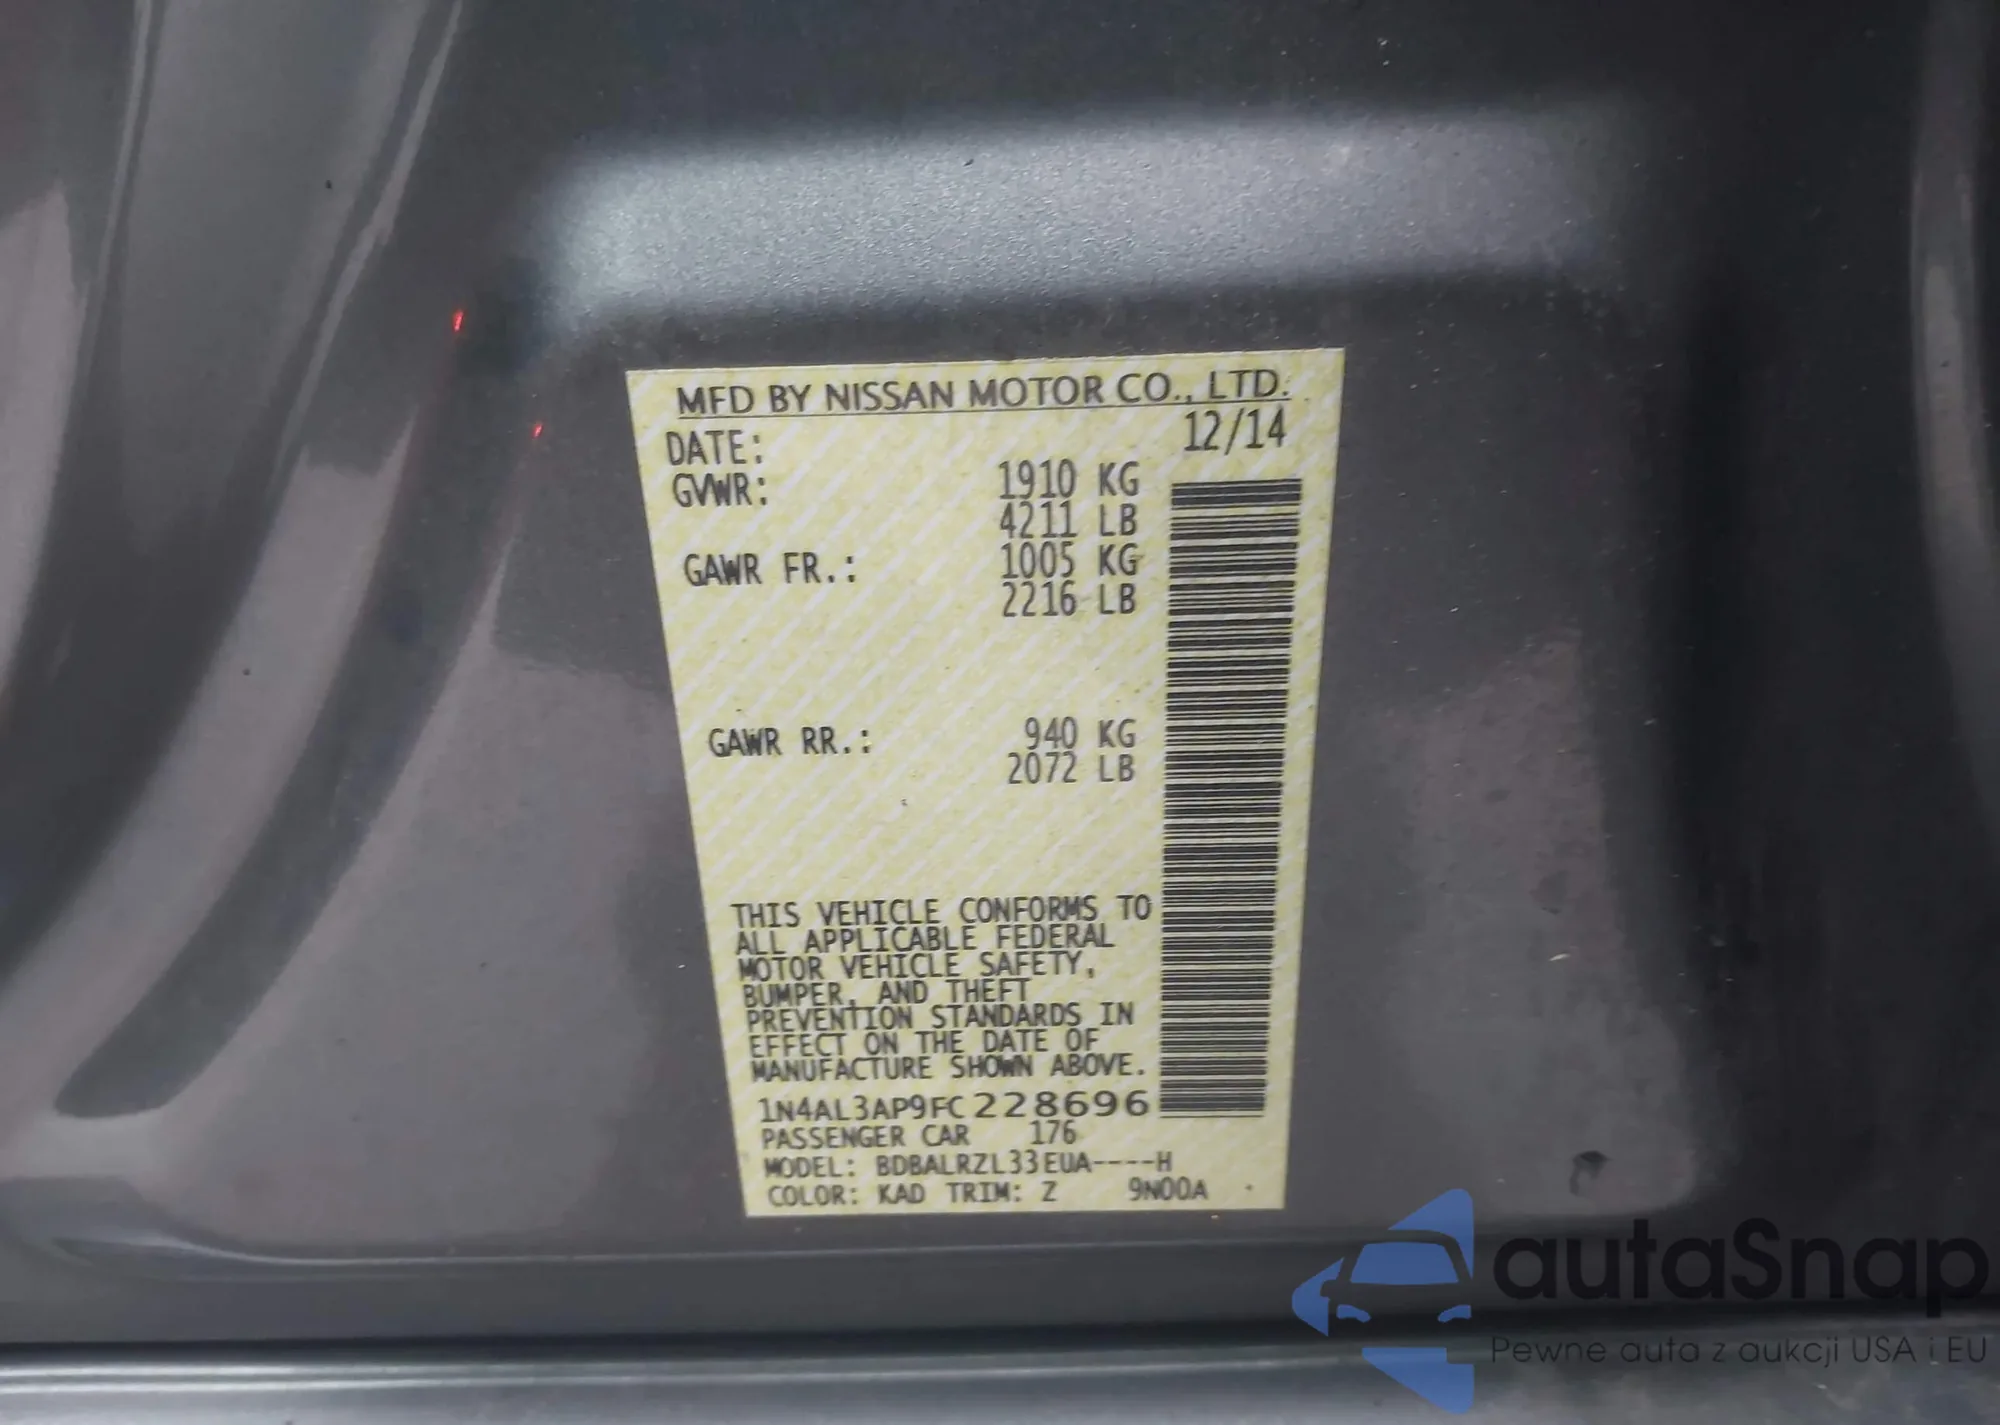 MFD BY NISSAN MOTOR CO., LTD.
DATE: 12/14
GVWR: 1910 KG
4211 LB
GAWR FR.: 1005 KG
2216 LB
GAWR RR.: 940 KG
2072 LB
THIS VEHICLE CONFORMS TO
ALL APPLICABLE FEDERAL
MOTOR VEHICLE SAFETY,
BUMPER, AND THEFT
PREVENTION STANDARDS IN
EFFECT ON THE DATE OF
MANUFACTURE SHOWN ABOVE.
1N4AL3AP9FC228696
PASSENGER CAR 176
MODEL: BDBALRZL33EUA----H
COLOR: KAD TRIM: Z 9N00A
autaSnap
Pewne auta z aukcji USA i EU